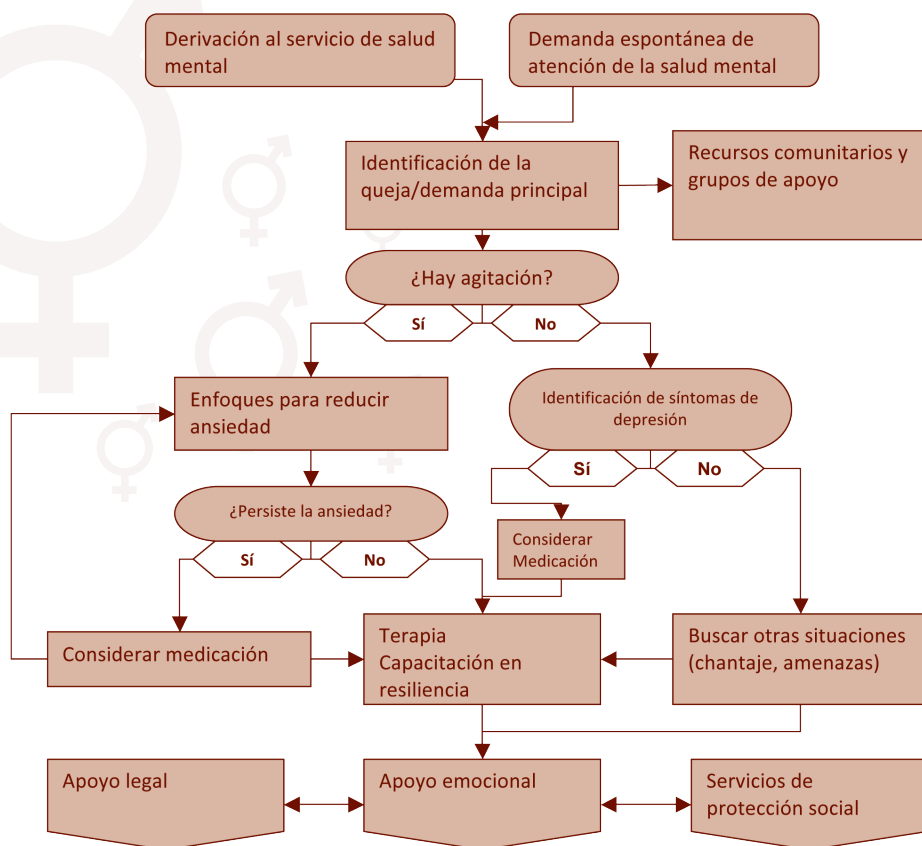 Derivación al servicio de salud
mental
Demanda espontánea de
atención de la salud mental
Identificación de la
queja/demanda principal
Recursos comunitarios y
grupos de apoyo
¿Hay agitación?
Sí
No
Enfoques para reducir
ansiedad
Identificación de síntomas de
depresión
Sí
No
¿Persiste la ansiedad?
Considerar
Medicación
Sí
No
Considerar medicación
Terapia
Capacitación en
resiliencia
Buscar otras situaciones
(chantaje, amenazas)
Apoyo legal
Apoyo emocional
Servicios de
protección social